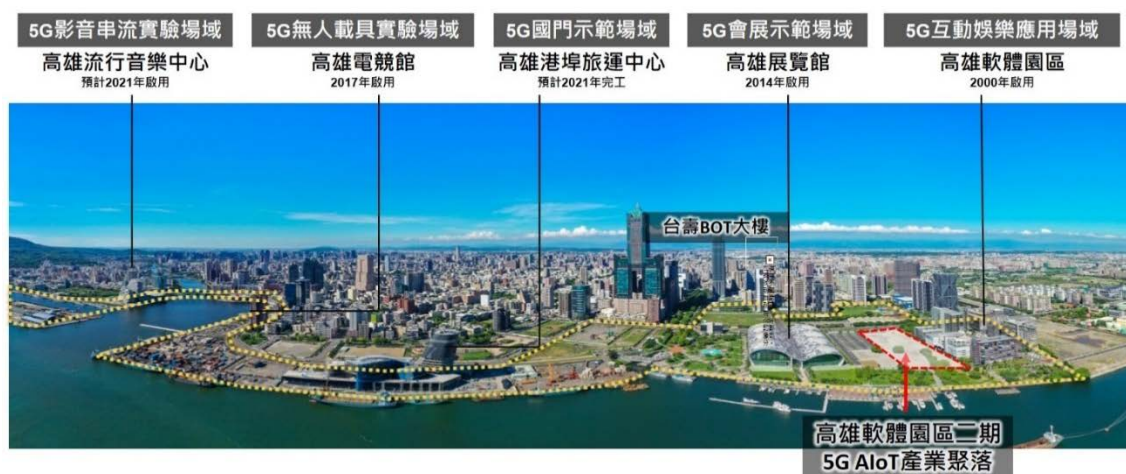 5G影音串流實驗場域
高雄流行音樂中心
預計2021年啟用
5G無人載具實驗場域
高雄電競館
2017年啟用
5G國門示範場域
高雄港埠旅運中心
預計2021年完工
5G會展示範場域
高雄展覽館
2014年啟用
5G互動娛樂應用場域
高雄軟體園區
2000年啟用
台壽BOT大樓
高雄軟體園區二期
5G AIoT產業聚落